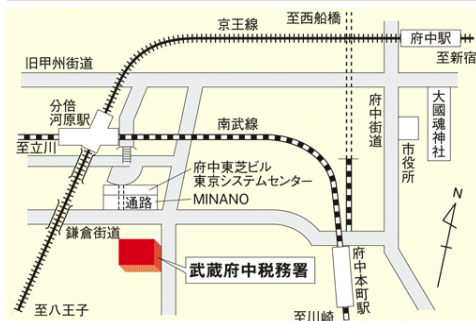 京王線
至西船橋
府中駅
至新宿
旧甲州街道
分倍
河原駅
南武線
府中街道
大國魂神社
市役所
至立川
府中東芝ビル
東京システムセンター
通路
MINANO
鎌倉街道
武蔵府中税務署
府中本町駅
N
至八王子
至川崎